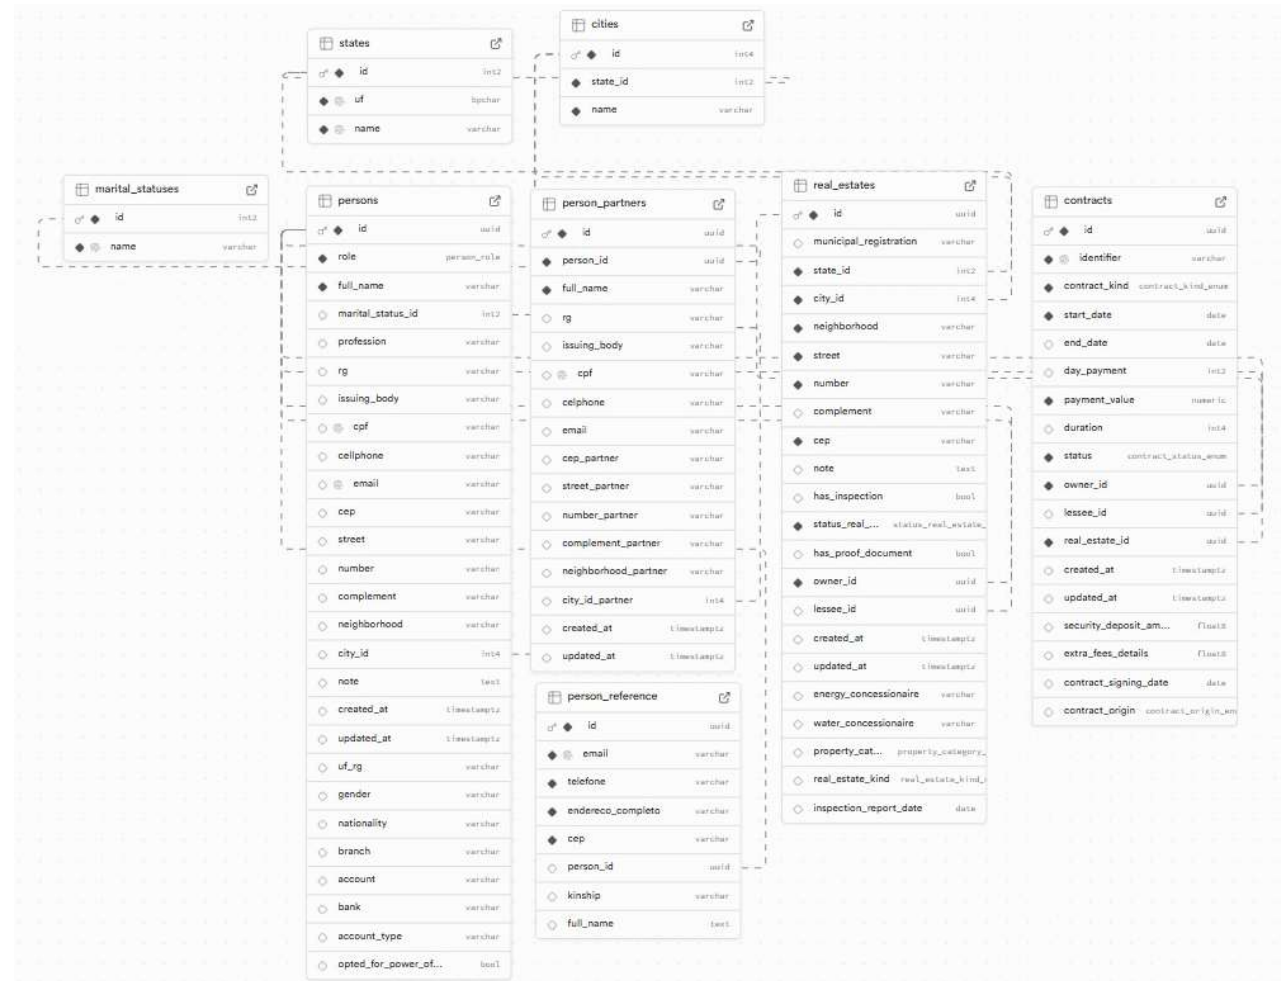 states
id int2
uf bpchar
name varchar
cities
id int4
state_id int2
name varchar
marital_statuses
id int2
name varchar
persons
id uuid
role person_role
full_name varchar
marital_status_id int2
profession varchar
rg varchar
issuing_body varchar
cpf varchar
cellphone varchar
email varchar
cep varchar
street varchar
number varchar
complement varchar
neighborhood varchar
city_id int4
note text
created_at timestamptz
updated_at timestamptz
uf_rg varchar
gender varchar
nationality varchar
branch varchar
account varchar
bank varchar
account_type varchar
opted_for_power_of... bool
person_partners
id uuid
person_id uuid
full_name varchar
rg varchar
issuing_body varchar
cpf varchar
celphone varchar
email varchar
cep_partner varchar
street_partner varchar
number_partner varchar
complement_partner varchar
neighborhood_partner varchar
city_id_partner int4
created_at timestamptz
updated_at timestamptz
person_reference
id uuid
email varchar
telefone varchar
endereco_completo varchar
cep varchar
person_id uuid
kinship varchar
full_name text
real_estates
id uuid
municipal_registration varchar
state_id int2
city_id int4
neighborhood varchar
street varchar
number varchar
complement varchar
cep varchar
note text
has_inspection bool
status_real_... status_real_estate_
has_proof_document bool
owner_id uuid
lessee_id uuid
created_at timestamptz
updated_at timestamptz
energy_concessionaire varchar
water_concessionaire varchar
property_cat... property_category_
real_estate_kind real_estate_kind_
inspection_report_date date
contracts
id uuid
identifier varchar
contract_kind contract_kind_enum
start_date date
end_date date
day_payment int2
payment_value numeric
duration int4
status contract_status_enum
owner_id uuid
lessee_id uuid
real_estate_id uuid
created_at timestamptz
updated_at timestamptz
security_deposit_am... float8
extra_fees_details float8
contract_signing_date date
contract_origin contract_origin_en